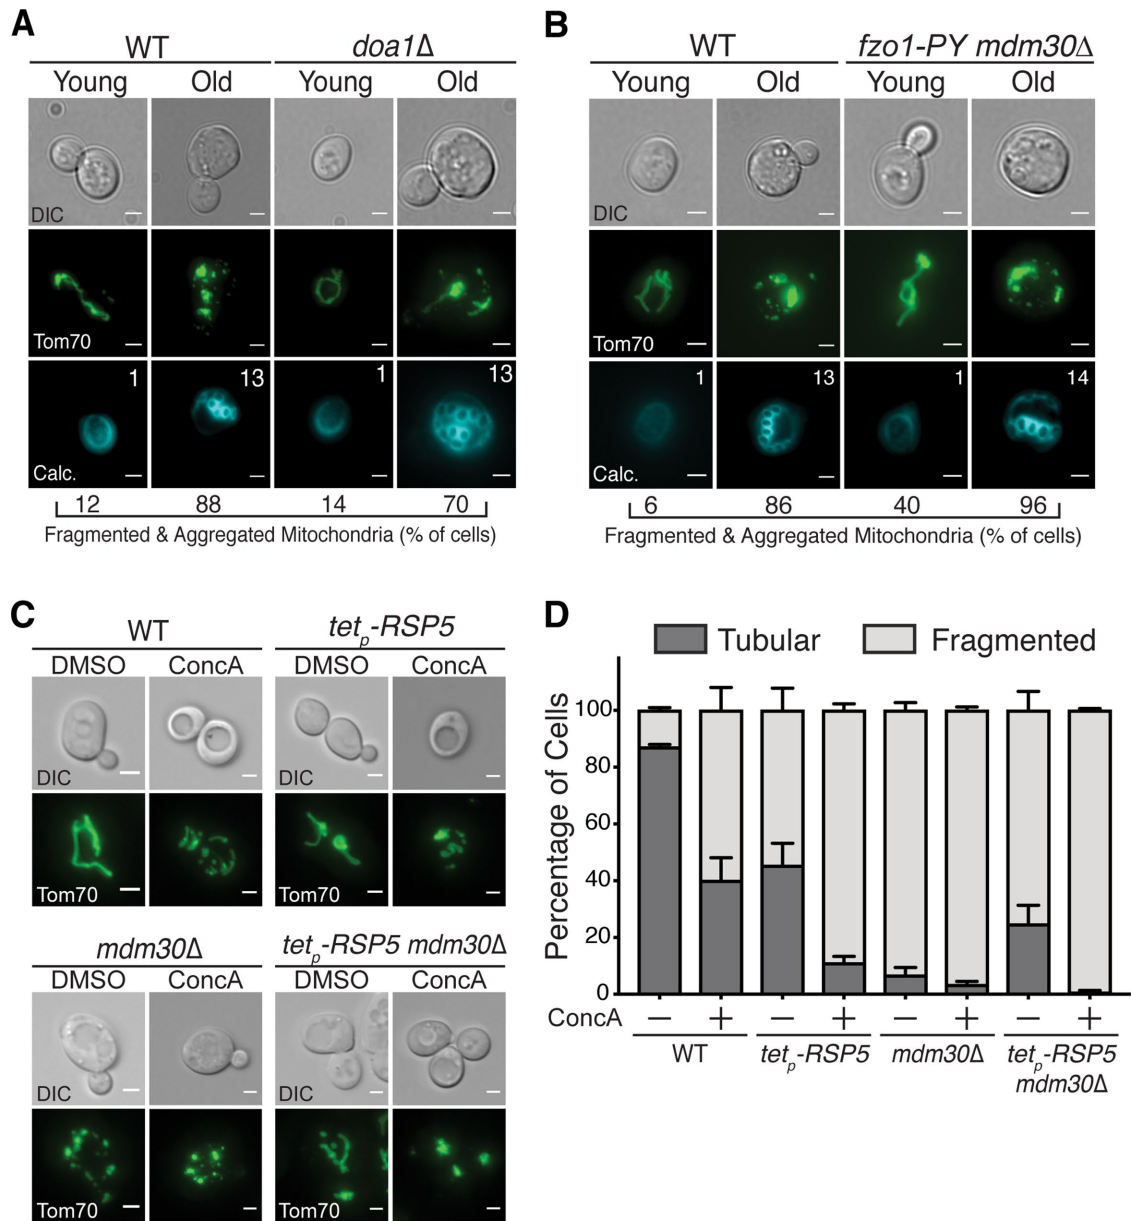 A
WT
doa1Δ
Young
Old
Young
Old
DIC
Tom70
1
13
1
13
Calc.
12
88
14
70
Fragmented & Aggregated Mitochondria (% of cells)
B
WT
fzo1-PY mdm30Δ
Young
Old
Young
Old
DIC
Tom70
1
13
1
14
Calc.
6
86
40
96
Fragmented & Aggregated Mitochondria (% of cells)
C
WT
tetp-RSP5
DMSO
ConcA
DMSO
ConcA
DIC
DIC
Tom70
Tom70
mdm30Δ
tetp-RSP5 mdm30Δ
DMSO
ConcA
DMSO
ConcA
DIC
DIC
Tom70
Tom70
D
Tubular
Fragmented
Percentage of Cells
100
80
60
40
20
0
ConcA
− + − + − + − +
WT
tetp-RSP5
mdm30Δ
tetp-RSP5
mdm30Δ